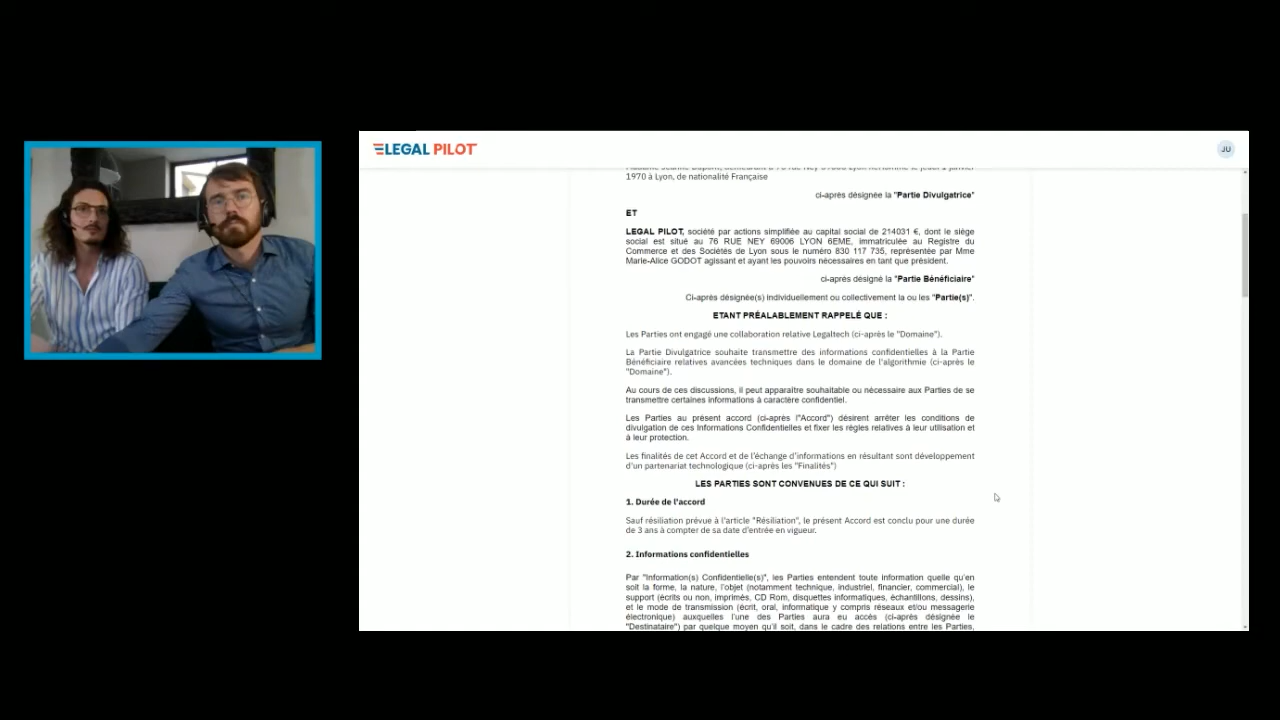 LEGAL PILOT
JU
1970 à Lyon, de nationalité Française
ci-après désignée la "Partie Divulgatrice"
ET
LEGAL PILOT, société par actions simplifiée au capital social de 214031 €, dont le siège
social est situé au 76 RUE NEY 69006 LYON 6EME, immatriculée au Registre du
Commerce et des Sociétés de Lyon sous le numéro 830 117 735, représentée par Mme
Marie-Alice GODOT agissant et ayant les pouvoirs nécessaires en tant que président.
ci-après désigné la "Partie Bénéficiaire"
Ci-après désignée(s) individuellement ou collectivement la ou les "Partie(s)".
ETANT PRÉALABLEMENT RAPPELÉ QUE :
Les Parties ont engagé une collaboration relative Legaltech (ci-après le "Domaine").
La Partie Divulgatrice souhaite transmettre des informations confidentielles à la Partie
Bénéficiaire relatives avancées techniques dans le domaine de l'algorithmie (ci-après le
"Domaine").
Au cours de ces discussions, il peut apparaître souhaitable ou nécessaire aux Parties de se
transmettre certaines informations à caractère confidentiel.
Les Parties au présent accord (ci-après l'"Accord") désirent arrêter les conditions de
divulgation de ces Informations Confidentielles et fixer les règles relatives à leur utilisation et
à leur protection.
Les finalités de cet Accord et de l'échange d'informations en résultant sont développement
d'un partenariat technologique (ci-après les "Finalités")
LES PARTIES SONT CONVENUES DE CE QUI SUIT :
1. Durée de l'accord
Sauf résiliation prévue à l'article "Résiliation", le présent Accord est conclu pour une durée
de 3 ans à compter de sa date d'entrée en vigueur.
2. Informations confidentielles
Par "Information(s) Confidentielle(s)", les Parties entendent toute information quelle qu'en
soit la forme, la nature, l'objet (notamment technique, industriel, financier, commercial), le
support (écrits ou non, imprimés, CD Rom, disquettes informatiques, échantillons, dessins),
et le mode de transmission (écrit, oral, informatique y compris réseaux et/ou messagerie
électronique) auxquelles l'une des Parties aura eu accès (ci-après désignée le
"Destinataire") par quelque moyen qu'il soit, dans le cadre des relations entre les Parties,